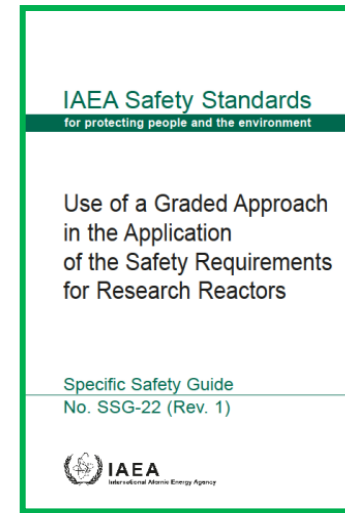 IAEA Safety Standards
for protecting people and the environment
Use of a Graded Approach
in the Application
of the Safety Requirements
for Research Reactors
Specific Safety Guide
No. SSG-22 (Rev. 1)
IAEA
International Atomic Energy Agency